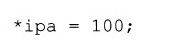 *ipa = 100;